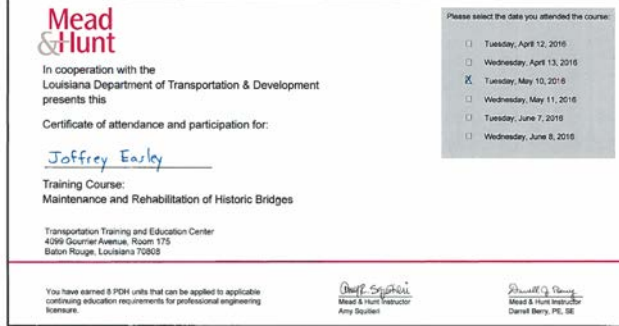 Mead
&Hunt
In cooperation with the
Louisiana Department of Transportation & Development
presents this
Certificate of attendance and participation for:
Joffrey Easley
Training Course:
Maintenance and Rehabilitation of Historic Bridges
Transportation Training and Education Center
4099 Gourrier Avenue, Room 175
Baton Rouge, Louisiana 70808
Please select the date you attended the course:
☐ Tuesday, April 12, 2016
☐ Wednesday, April 13, 2016
☒ Tuesday, May 10, 2016
☐ Wednesday, May 11, 2016
☐ Tuesday, June 7, 2016
☐ Wednesday, June 8, 2016
You have earned 8 PDH units that can be applied to applicable
continuing education requirements for professional engineering
licensure.
Mead & Hunt Instructor
Amy Squitieri
Mead & Hunt Instructor
Darrell Berry, PE, SE